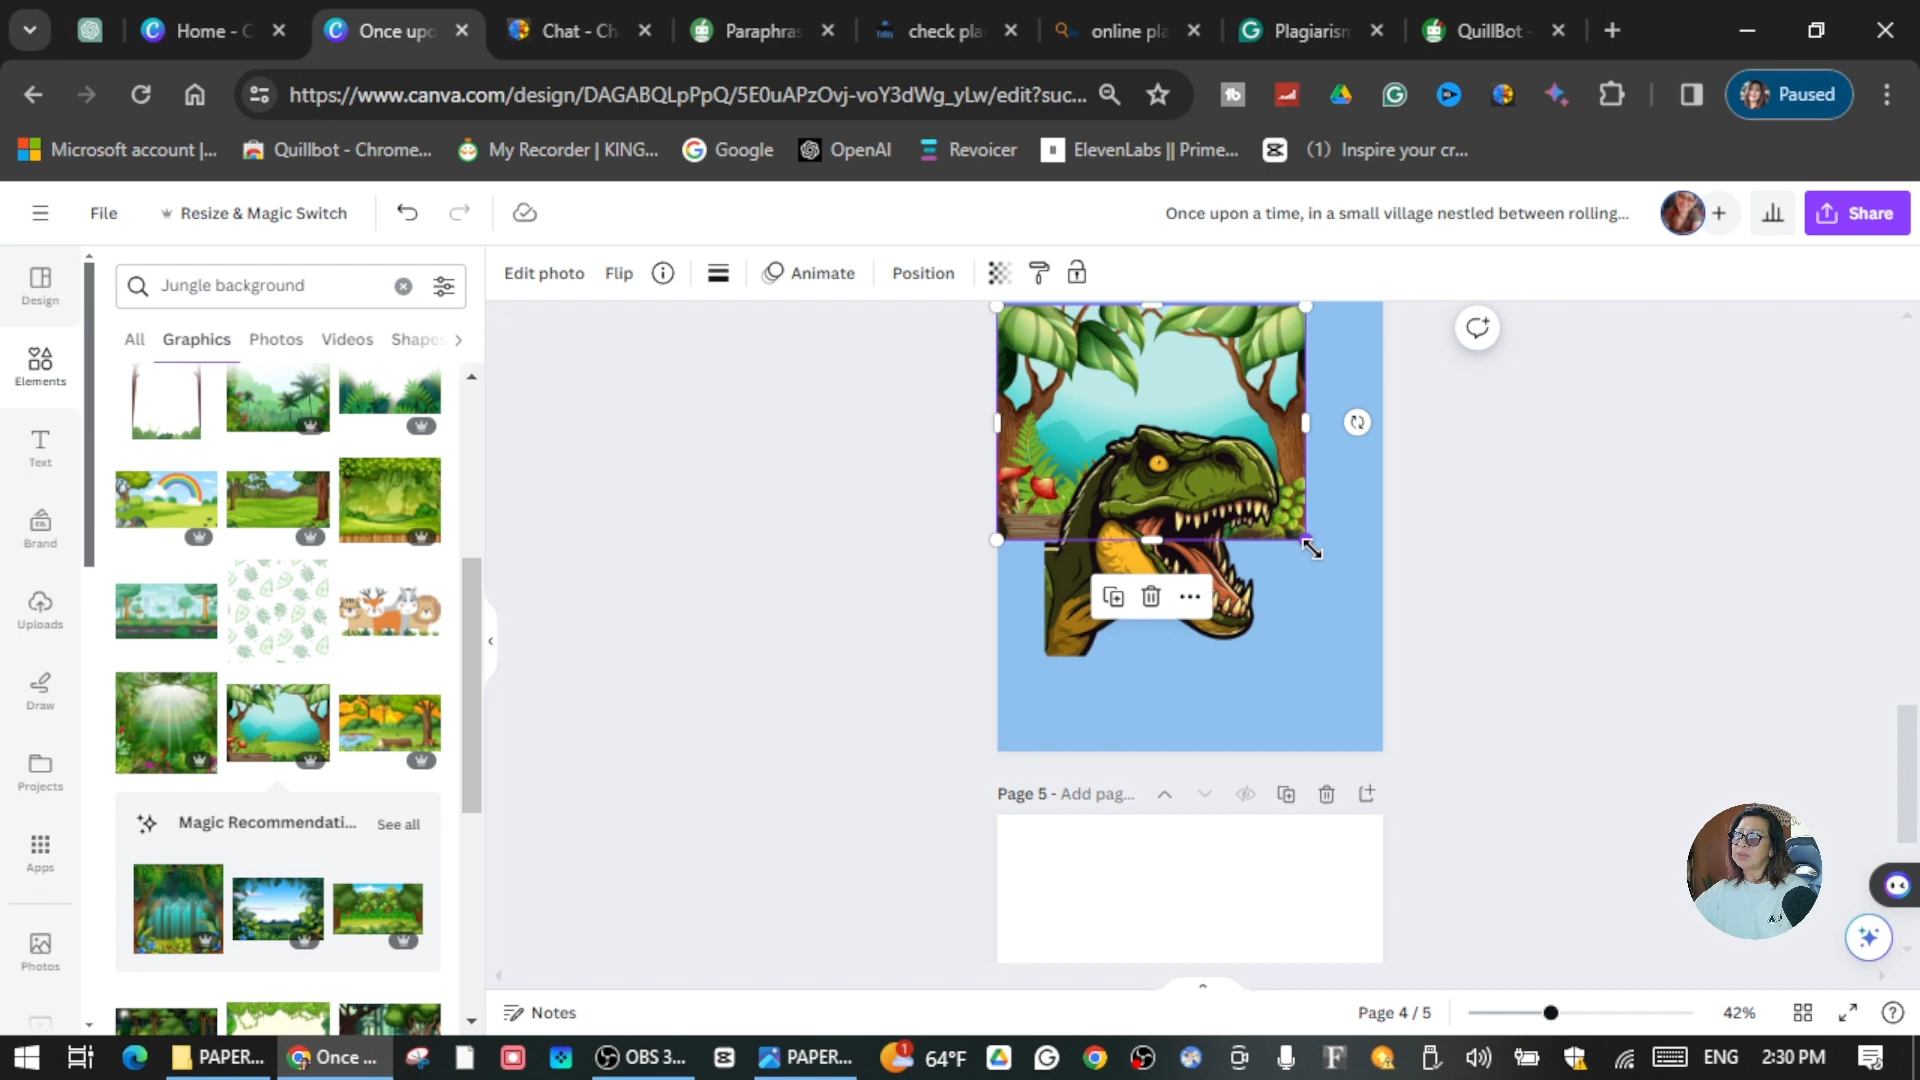 Home - C
Once upo
Chat - Ch
Paraphras
check pla
online pla
Plagiarism
QuillBot -
https://www.canva.com/design/DAGABQLpPpQ/5E0uAPzOvj-voY3dWg_yLw/edit?suc...
Paused
Microsoft account |...
Quillbot - Chrome...
My Recorder | KING...
Google
OpenAI
Revoicer
ElevenLabs || Prime...
(1) Inspire your cr...
File
Resize & Magic Switch
Once upon a time, in a small village nestled between rolling...
Share
Design
Elements
Text
Brand
Uploads
Draw
Projects
Apps
Photos
Jungle background
All
Graphics
Photos
Videos
Shapes
Magic Recommendati...
See all
Edit photo
Flip
Animate
Position
Page 5 - Add pag...
Notes
Page 4 / 5
42%
PAPER...
Once ...
OBS 3...
PAPER...
1
64°F
ENG
2:30 PM